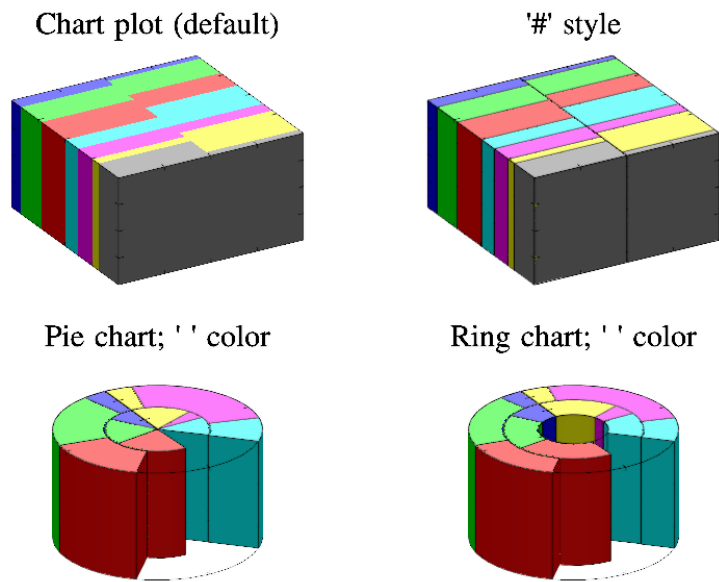 Chart plot (default)
'#' style
Pie chart; ' ' color
Ring chart; ' ' color